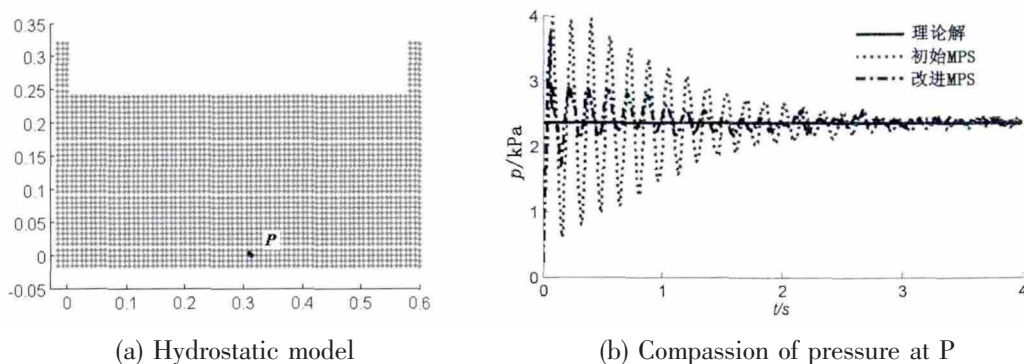 0.35
0.3
0.25
0.2
0.15
0.1
0.05
0
-0.05
0 0.1 0.2 0.3 0.4 0.5 0.6
P
(a) Hydrostatic model
4
3
2
1
0
p/kPa
0 1 2 3 4
t/s
理论解
初始MPS
改进MPS
(b) Compassion of pressure at P